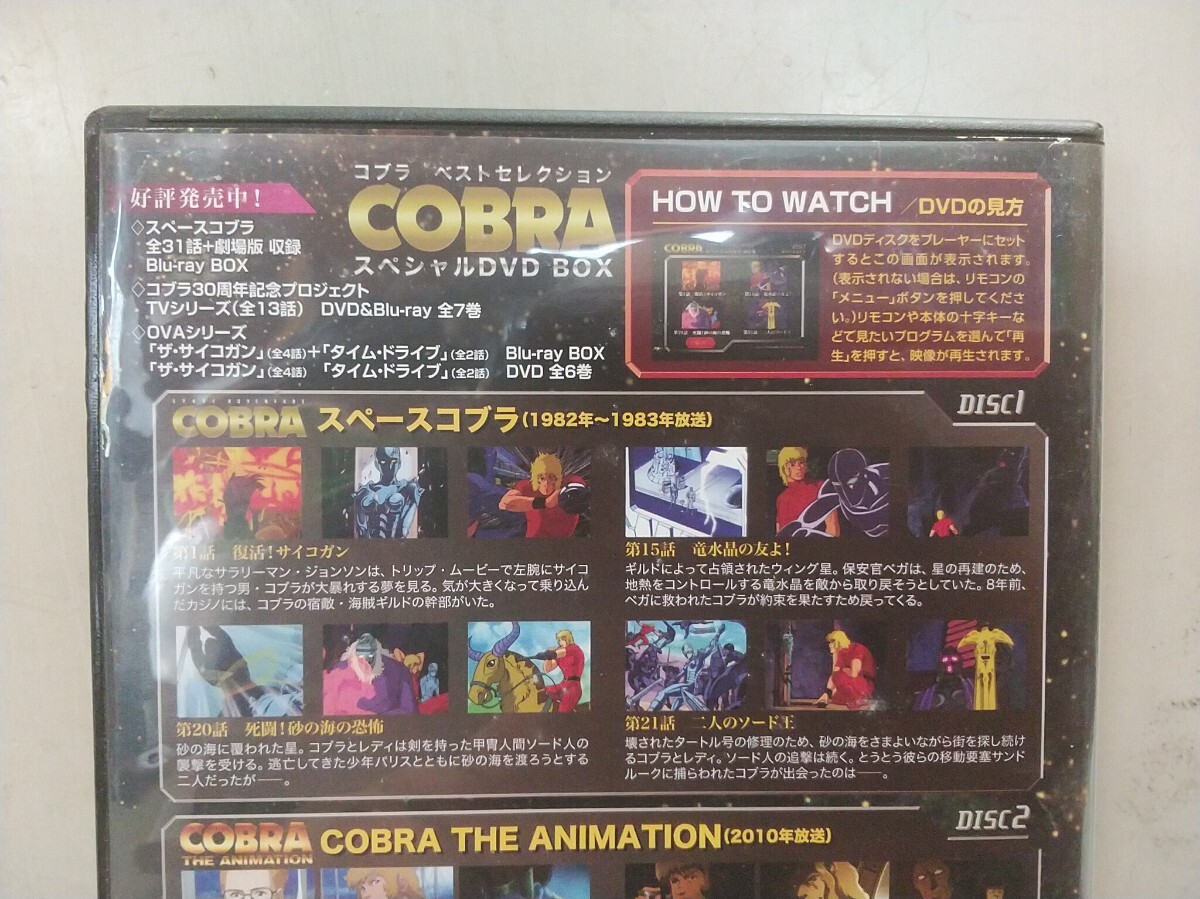 コブラ ベストセレクション
COBRA
スペシャルDVD BOX
好評発売中!
◇スペースコブラ
全31話+劇場版 収録
Blu-ray BOX
◇コブラ30周年記念プロジェクト
TVシリーズ(全13話) DVD&Blu-ray 全7巻
◇OVAシリーズ
「ザ・サイコガン」(全4話)+「タイム・ドライブ」(全2話) Blu-ray BOX
「ザ・サイコガン」(全4話) 「タイム・ドライブ」(全2話) DVD 全6巻
HOW TO WATCH /DVDの見方
COBRA
DVDディスクをプレーヤーにセット
するとこの画面が表示されます。
(表示されない場合は、リモコンの
「メニュー」ボタンを押してくださ
い。)リモコンや本体の十字キーな
どで見たいプログラムを選んで「再
生」を押すと、映像が再生されます。
DISC1
SPACE ADVENTURE
COBRA スペースコブラ(1982年〜1983年放送)
第1話 復活!サイコガン
平凡なサラリーマン・ジョンソンは、トリップ・ムービーで左腕にサイコ
ガンを持つ男・コブラが大暴れする夢を見る。気が大きくなって乗り込ん
だカジノには、コブラの宿敵・海賊ギルドの幹部がいた。
第15話 竜水晶の友よ!
ギルドによって占領されたウィング星。保安官ベガは、星の再建のため、
地熱をコントロールする竜水晶を敵から取り戻そうとしていた。8年前、
ベガに救われたコブラが約束を果たすため戻ってくる。
第20話 死闘!砂の海の恐怖
砂の海に覆われた星。コブラとレディは剣を持った甲冑人間ソード人の
襲撃を受ける。逃亡してきた少年バリスとともに砂の海を渡ろうとする
二人だったが――。
第21話 二人のソード王
壊されたタートル号の修理のため、砂の海をさまよいながら街を探し続け
るコブラとレディ。ソード人の追撃は続く。とうとう彼らの移動要塞サンド
ルークに捕らわれたコブラが出会ったのは――。
DISC2
COBRA
THE ANIMATION
COBRA THE ANIMATION(2010年放送)